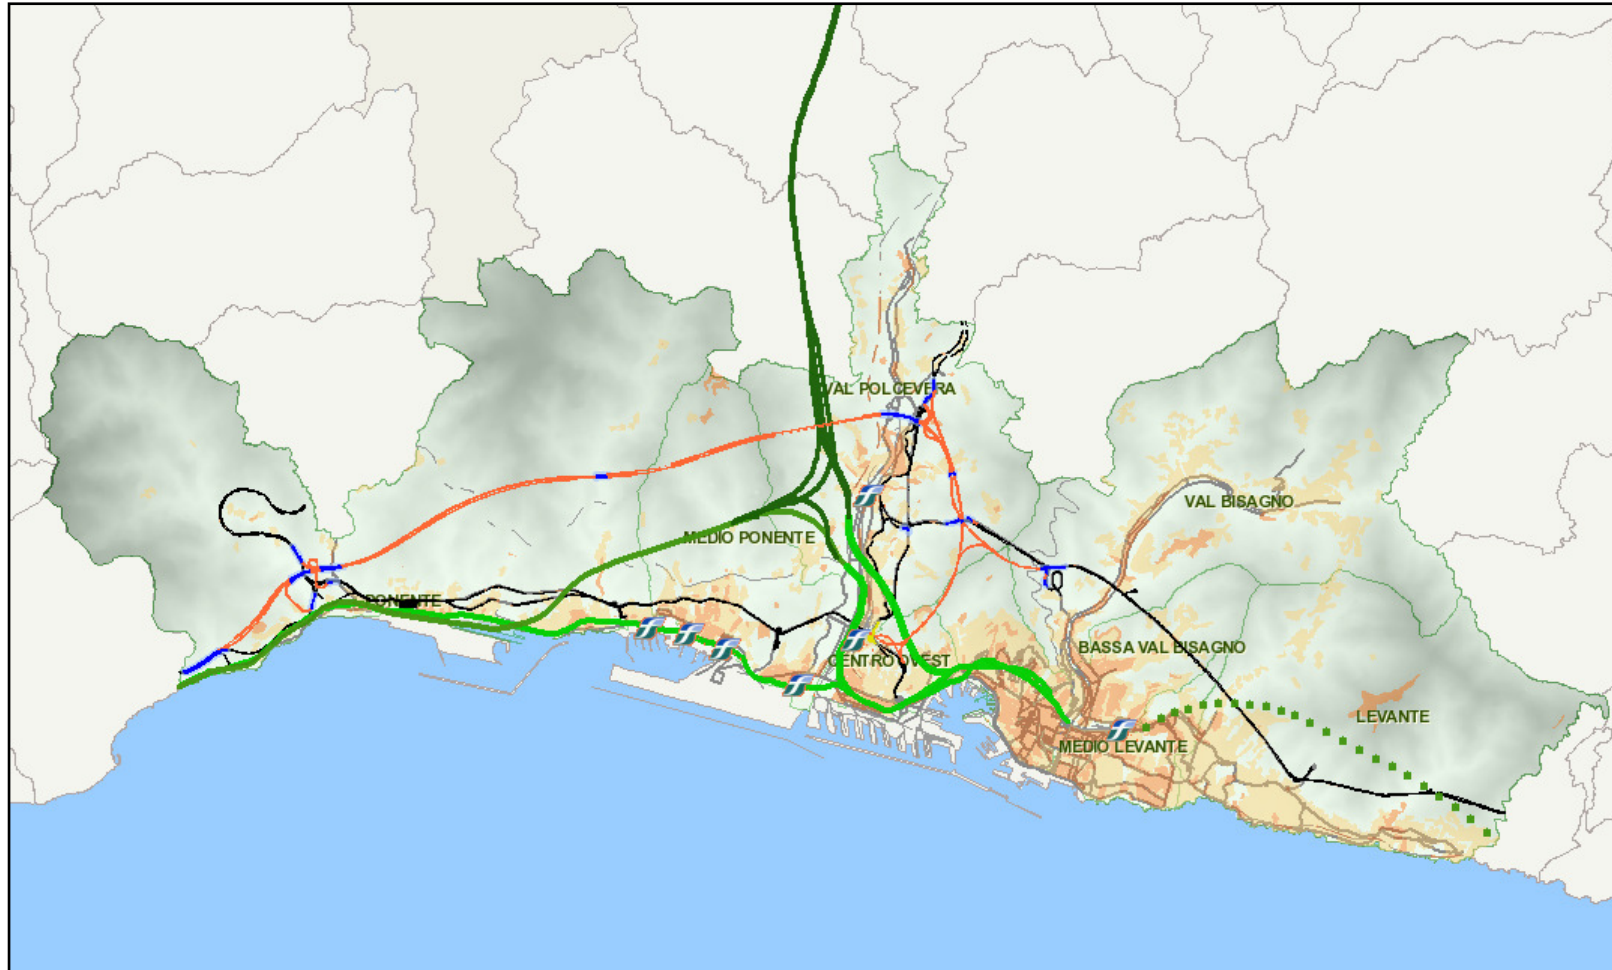 VAL POLCEVERA
VAL BISAGNO
MEDIO PONENTE
PONENTE
BASSA VAL BISAGNO
CENTRO OVEST
LEVANTE
MEDIO LEVANTE